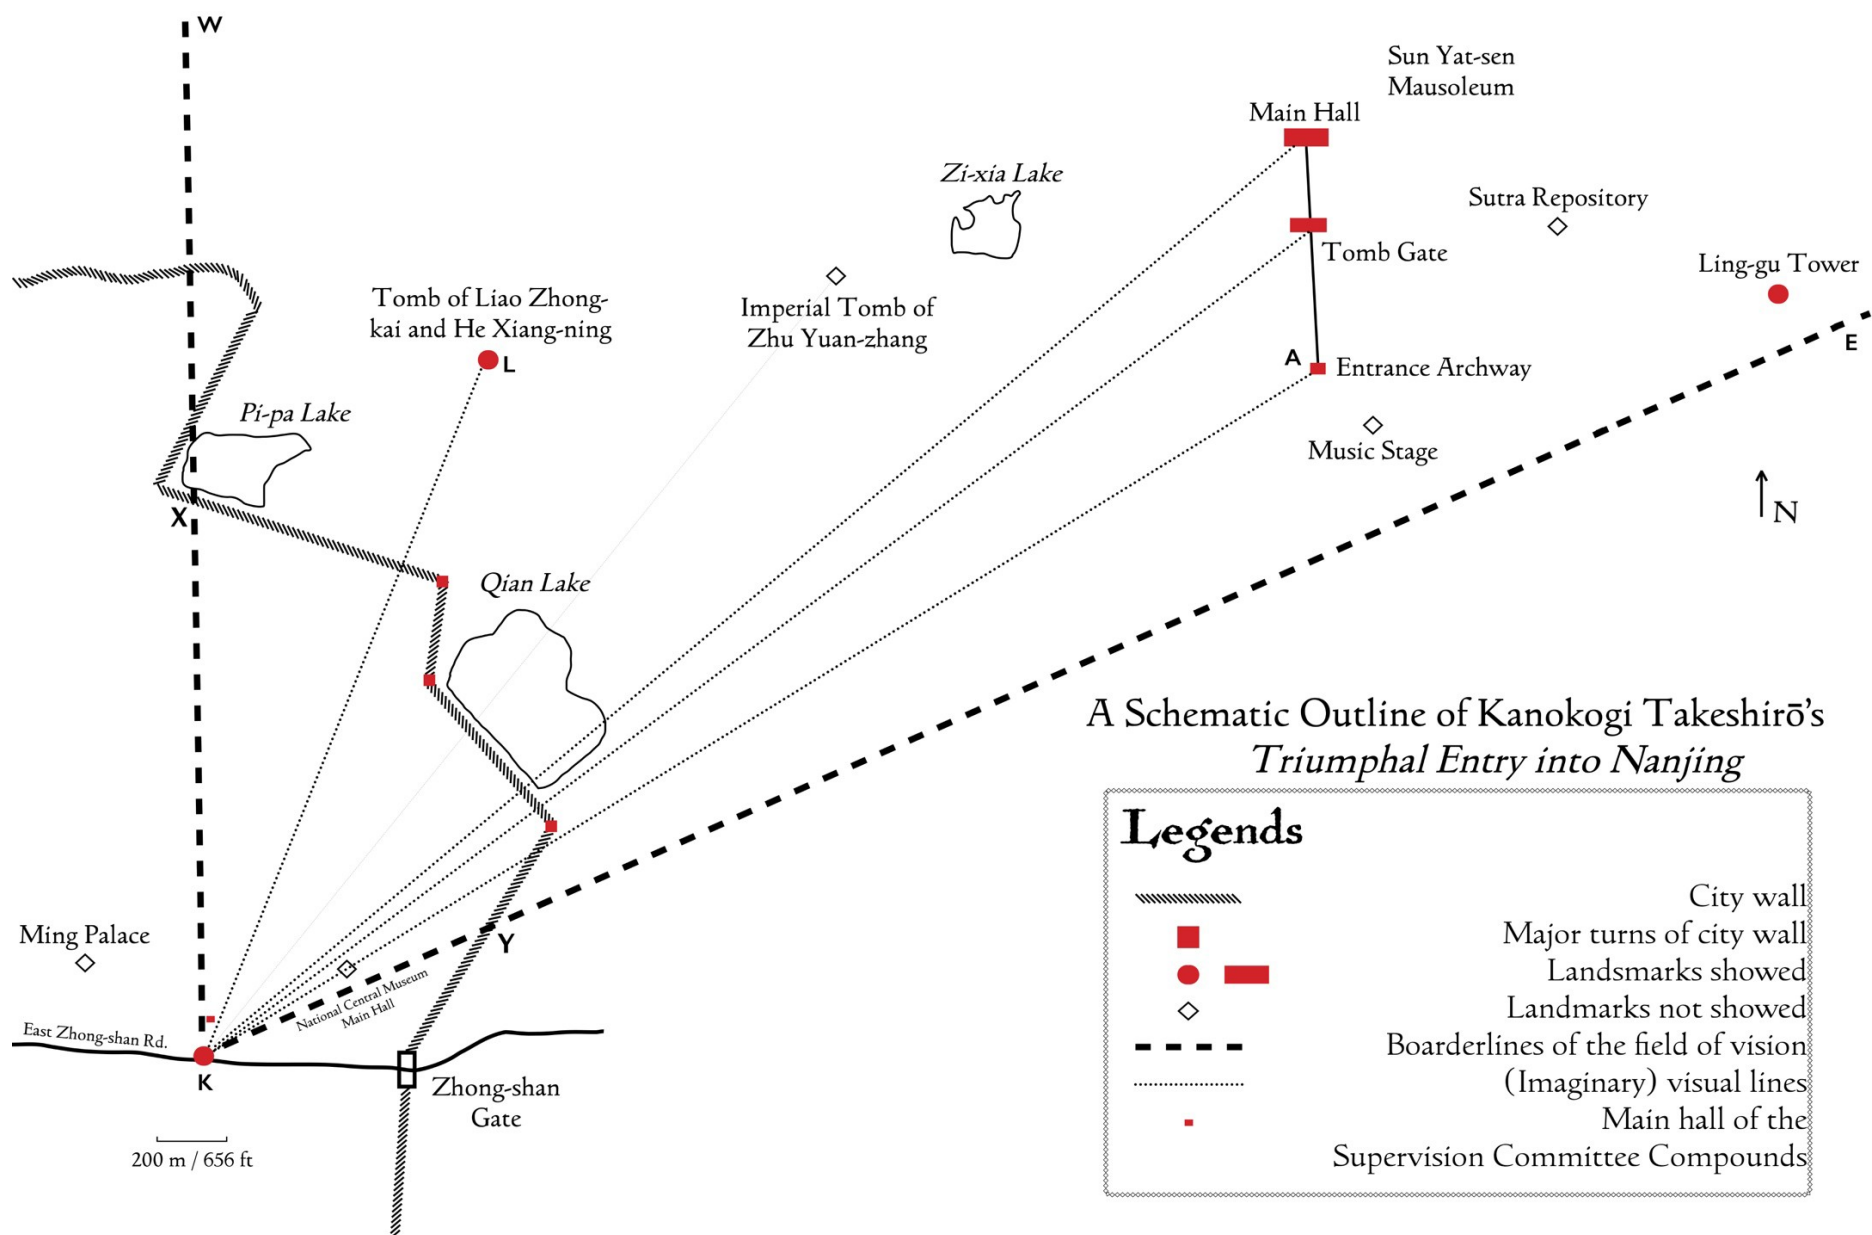 W
Sun Yat-sen
Mausoleum
Main Hall
Zi-xia Lake
Sutra Repository
Tomb Gate
Ling-gu Tower
Tomb of Liao Zhong-
kai and He Xiang-ning
L
Imperial Tomb of
Zhu Yuan-zhang
E
A
Entrance Archway
Pi-pa Lake
Music Stage
X
N
Qian Lake
A Schematic Outline of Kanokogi Takeshirō’s
Triumphal Entry into Nanjing
Legends
City wall
Major turns of city wall
Landsmarks showed
Landmarks not showed
Boarderlines of the field of vision
(Imaginary) visual lines
Main hall of the
Supervision Committee Compounds
Ming Palace
Y
National Central Museum
Main Hall
East Zhong-shan Rd.
K
Zhong-shan
Gate
200 m / 656 ft